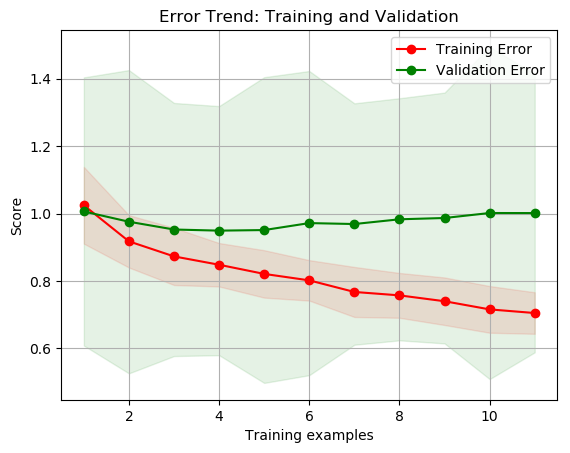 Error Trend: Training and Validation
Training Error
Validation Error
Score
1.4
1.2
1.0
0.8
0.6
2
4
6
8
10
Training examples